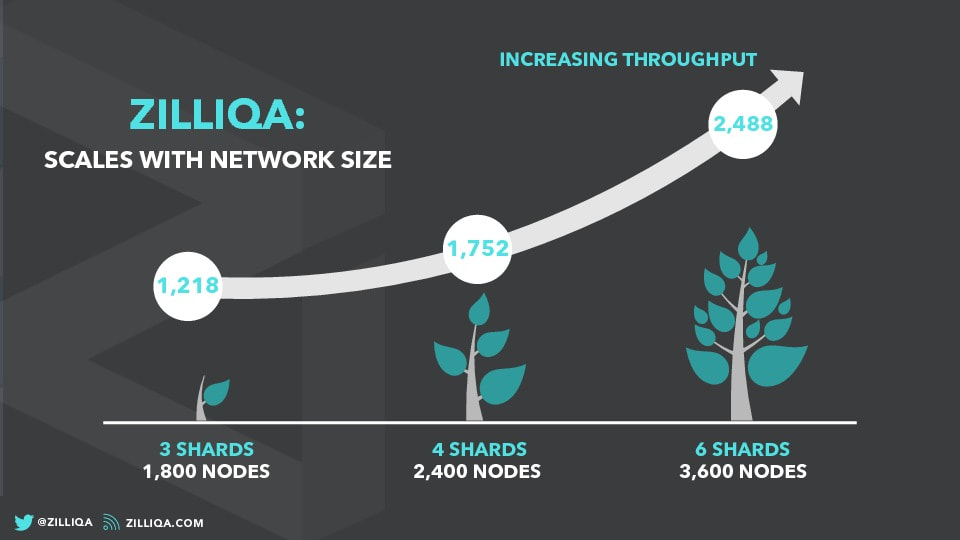 INCREASING THROUGHPUT
ZILLIQA:
SCALES WITH NETWORK SIZE
2,488
1,752
1,218
3 SHARDS
1,800 NODES
4 SHARDS
2,400 NODES
6 SHARDS
3,600 NODES
@ZILLIQA
ZILLIQA.COM